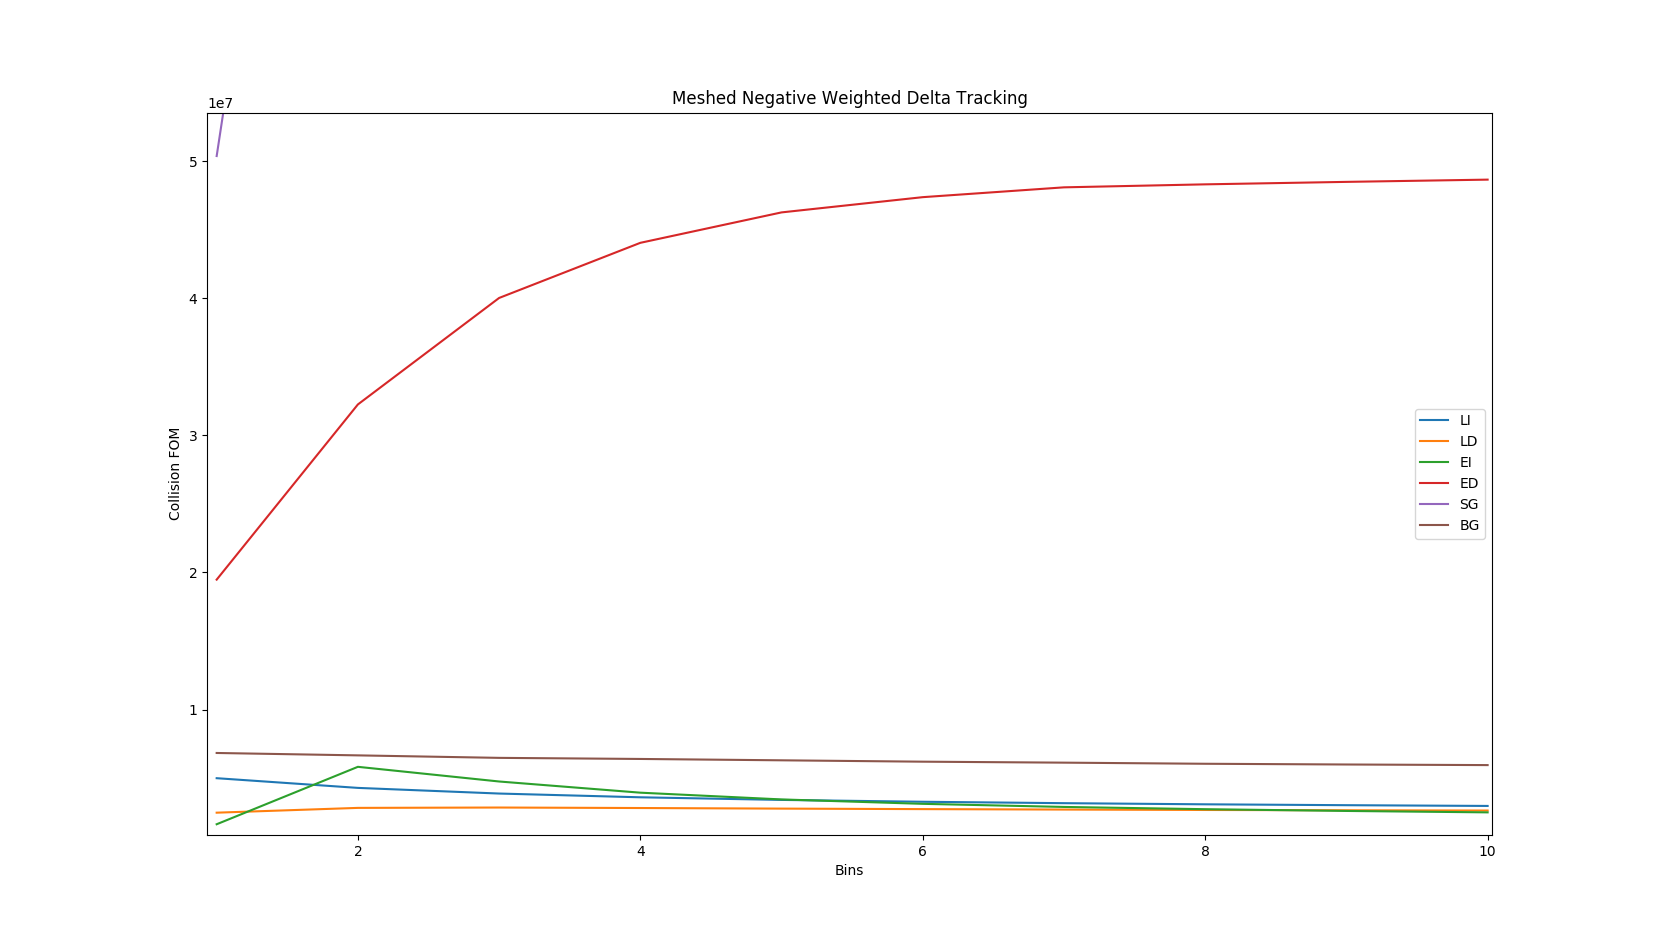 Meshed Negative Weighted Delta Tracking
1e7
5
4
3
2
1
Collision FOM
LI
LD
EI
ED
SG
BG
2
4
6
8
10
Bins